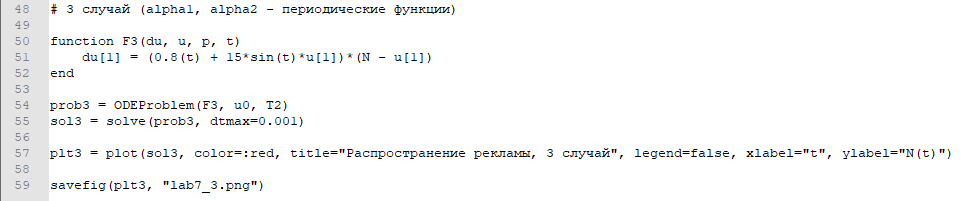 48 # 3 случай (alpha1, alpha2 - периодические функции)
49
50 function F3(du, u, p, t)
51     du[1] = (0.8(t) + 15*sin(t)*u[1])*(N - u[1])
52 end
53
54 prob3 = ODEProblem(F3, u0, T2)
55 sol3 = solve(prob3, dtmax=0.001)
56
57 plt3 = plot(sol3, color=:red, title="Распространение рекламы, 3 случай", legend=false, xlabel="t", ylabel="N(t)")
58
59 savefig(plt3, "lab7_3.png")